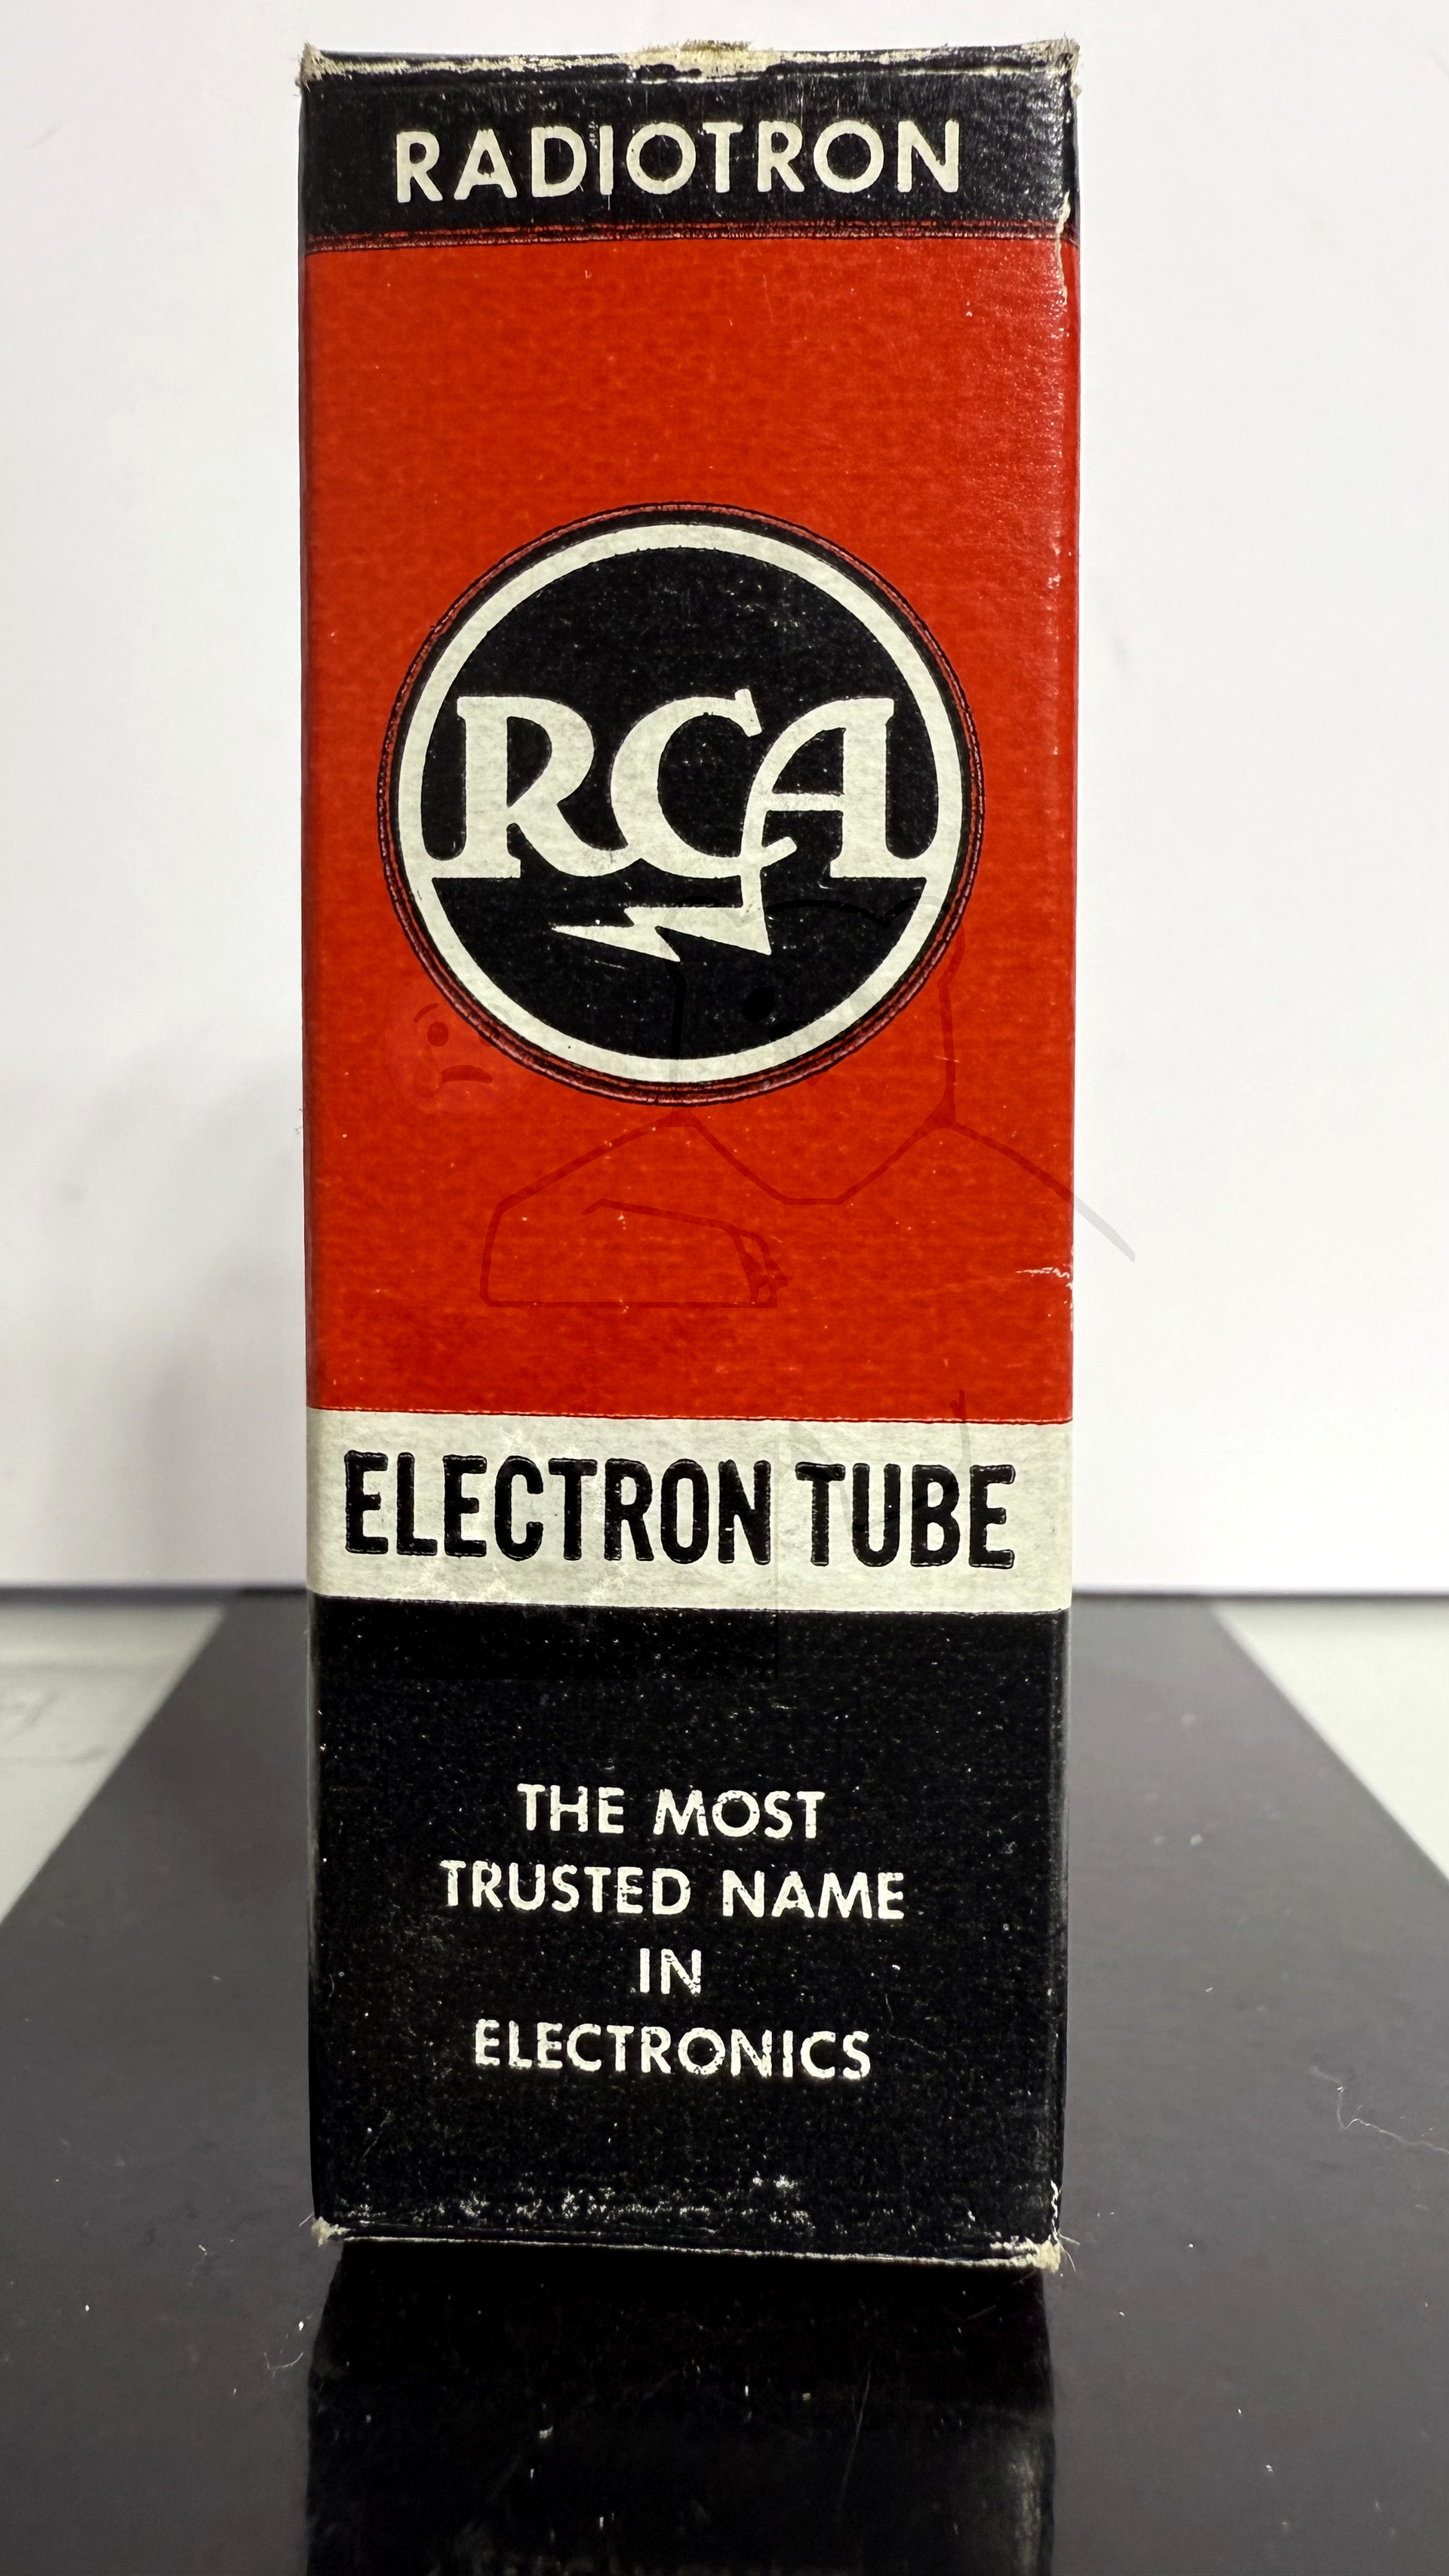 RADIOTRON
RCA
ELECTRON TUBE
THE MOST
TRUSTED NAME
IN
ELECTRONICS